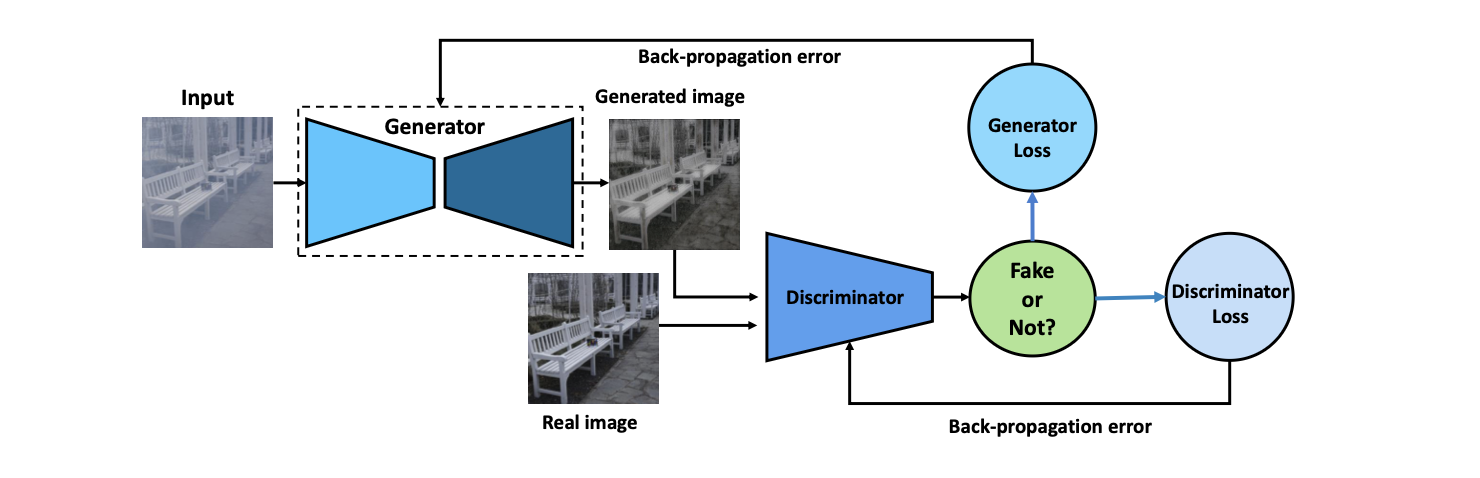 Back-propagation error
Input
Generated image
Generator
Generator
Loss
Fake
or
Not?
Discriminator
Discriminator
Loss
Real image
Back-propagation error